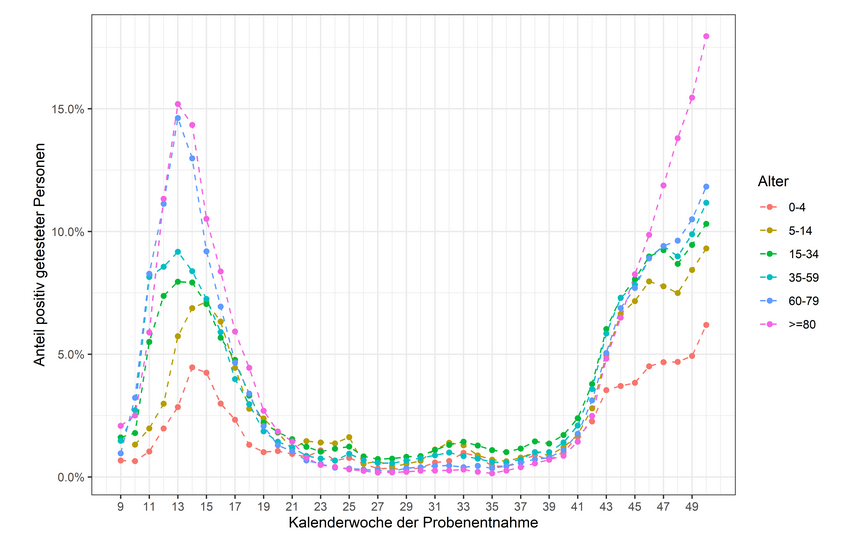 15.0%
10.0%
5.0%
0.0%
Anteil positiv getesteter Personen
9 11 13 15 17 19 21 23 25 27 29 31 33 35 37 39 41 43 45 47 49
Kalenderwoche der Probenentnahme
Alter
0-4
5-14
15-34
35-59
60-79
>=80